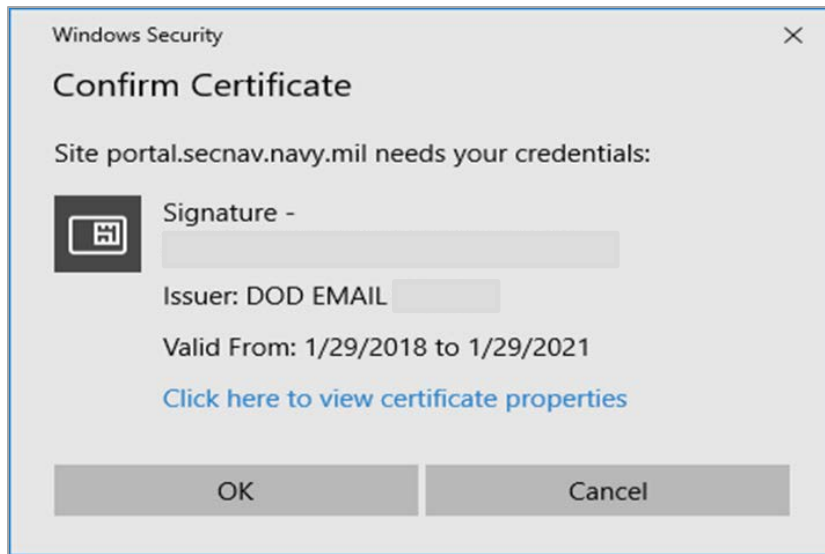 Windows Security
Confirm Certificate
Site portal.secnav.navy.mil needs your credentials:
Signature -
Issuer: DOD EMAIL
Valid From: 1/29/2018 to 1/29/2021
Click here to view certificate properties
OK
Cancel